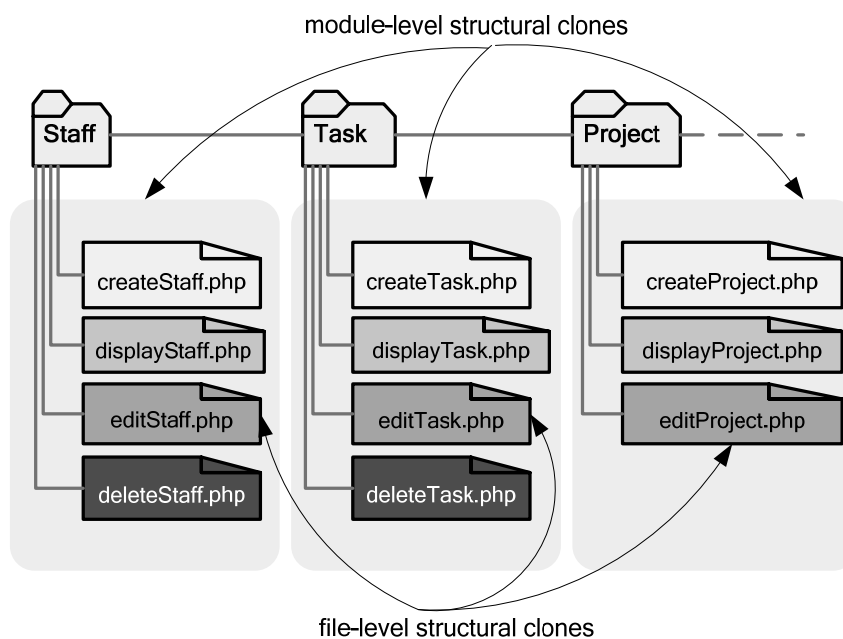 module-level structural clones
Staff
Task
Project
createStaff.php
createTask.php
createProject.php
displayStaff.php
displayTask.php
displayProject.php
editStaff.php
editTask.php
editProject.php
deleteStaff.php
deleteTask.php
file-level structural clones